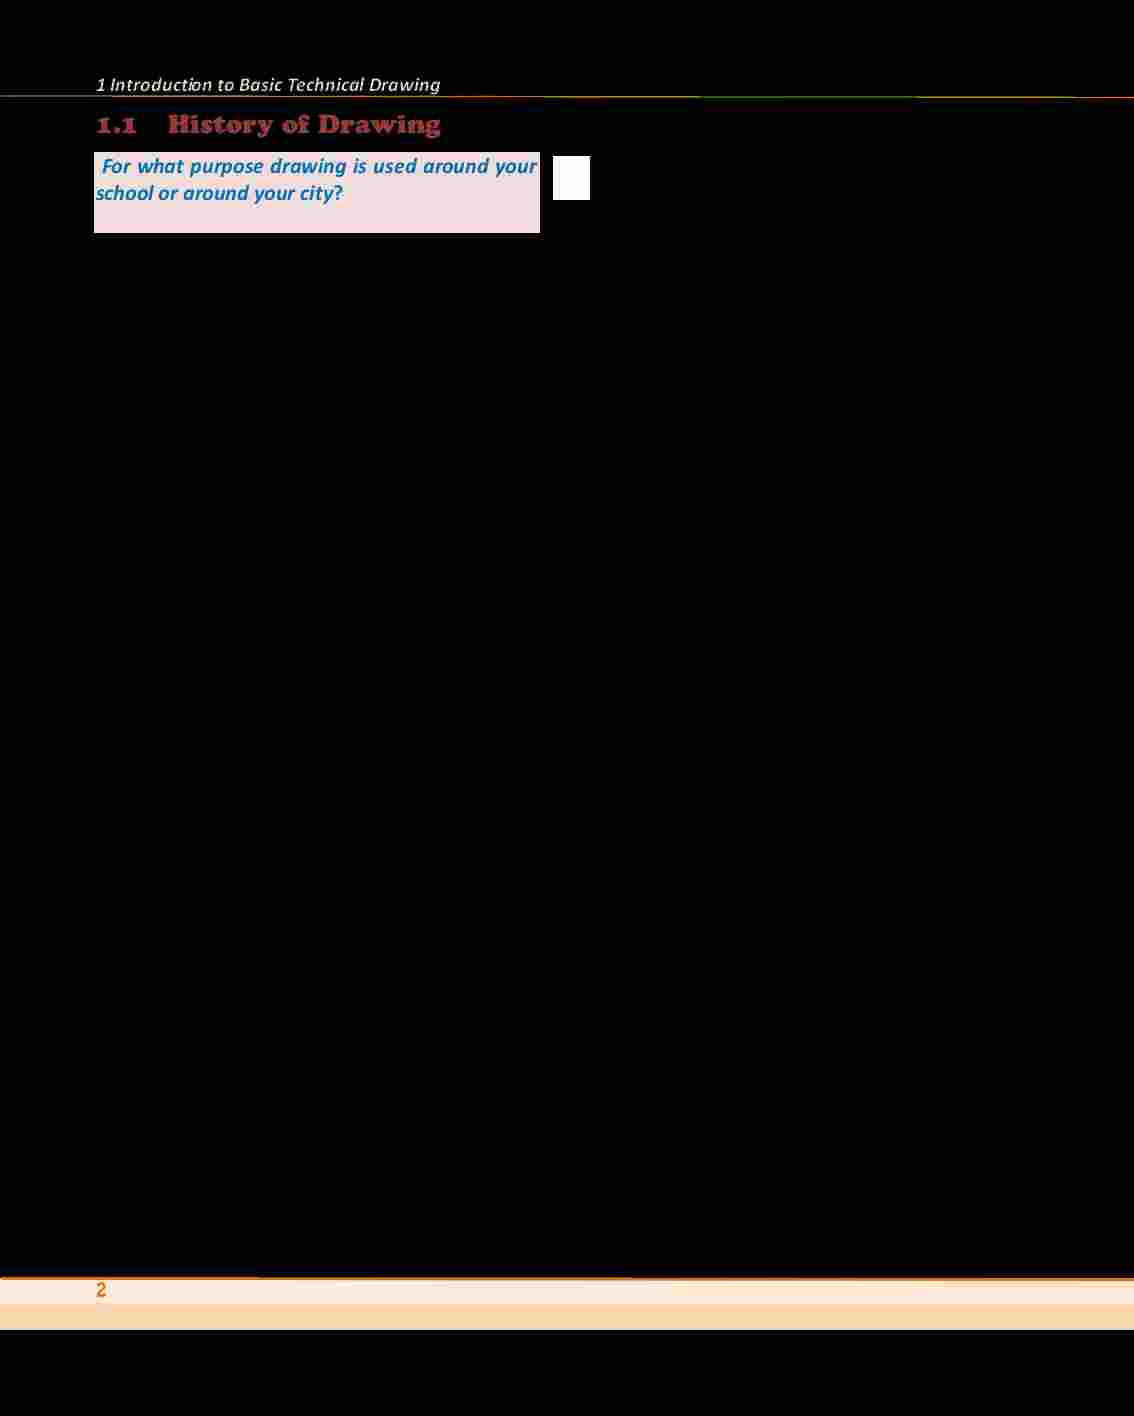 1 Introduction to Basic Technical Drawing
1.1 History of Drawing
For what purpose drawing is used around your
school or around your city?
2